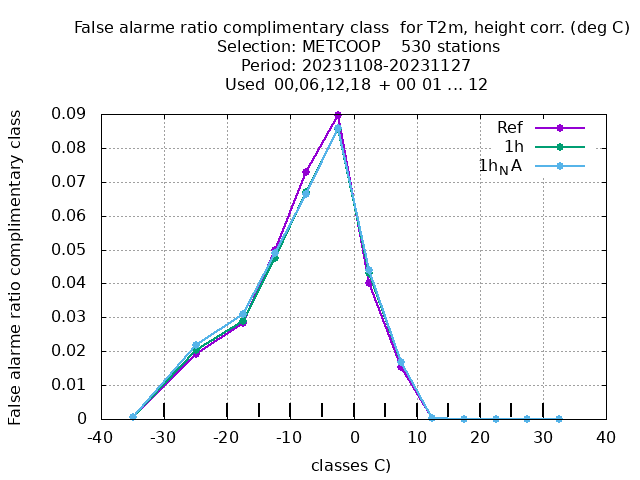 False alarme ratio complimentary class  for T2m, height corr. (deg C)
Selection: METCOOP    530 stations
Period: 20231108-20231127
Used  00,06,12,18 + 00 01 ... 12
False alarme ratio complimentary class
0.09
0.08
0.07
0.06
0.05
0.04
0.03
0.02
0.01
0
Ref
1h
1hNA
-40 -30 -20 -10 0 10 20 30 40
classes C)